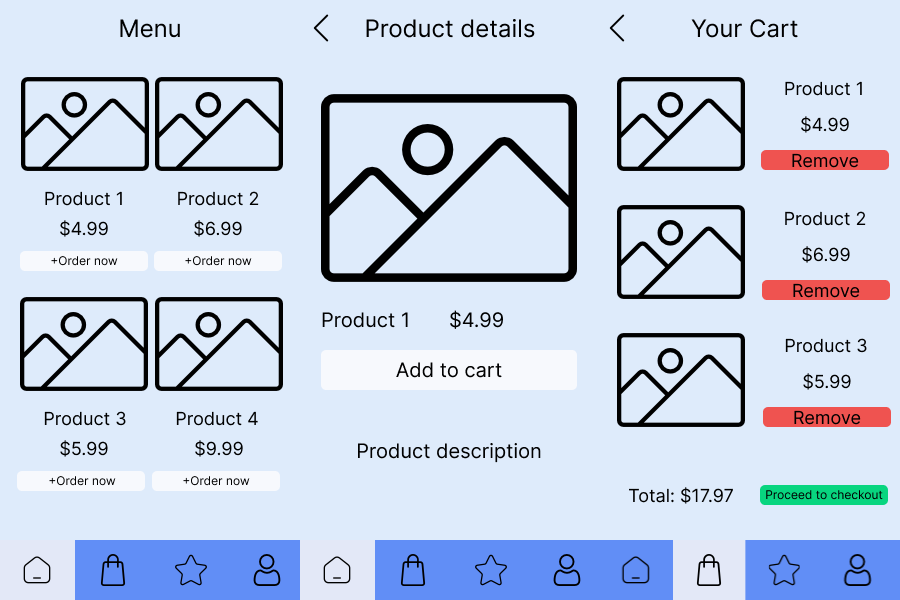 Menu
Product 1
Product 2
$4.99
$6.99
+Order now
+Order now
Product 3
Product 4
$5.99
$9.99
+Order now
+Order now
Product details
Product 1
$4.99
Add to cart
Product description
Your Cart
Product 1
$4.99
Remove
Product 2
$6.99
Remove
Product 3
$5.99
Remove
Total: $17.97
Proceed to checkout